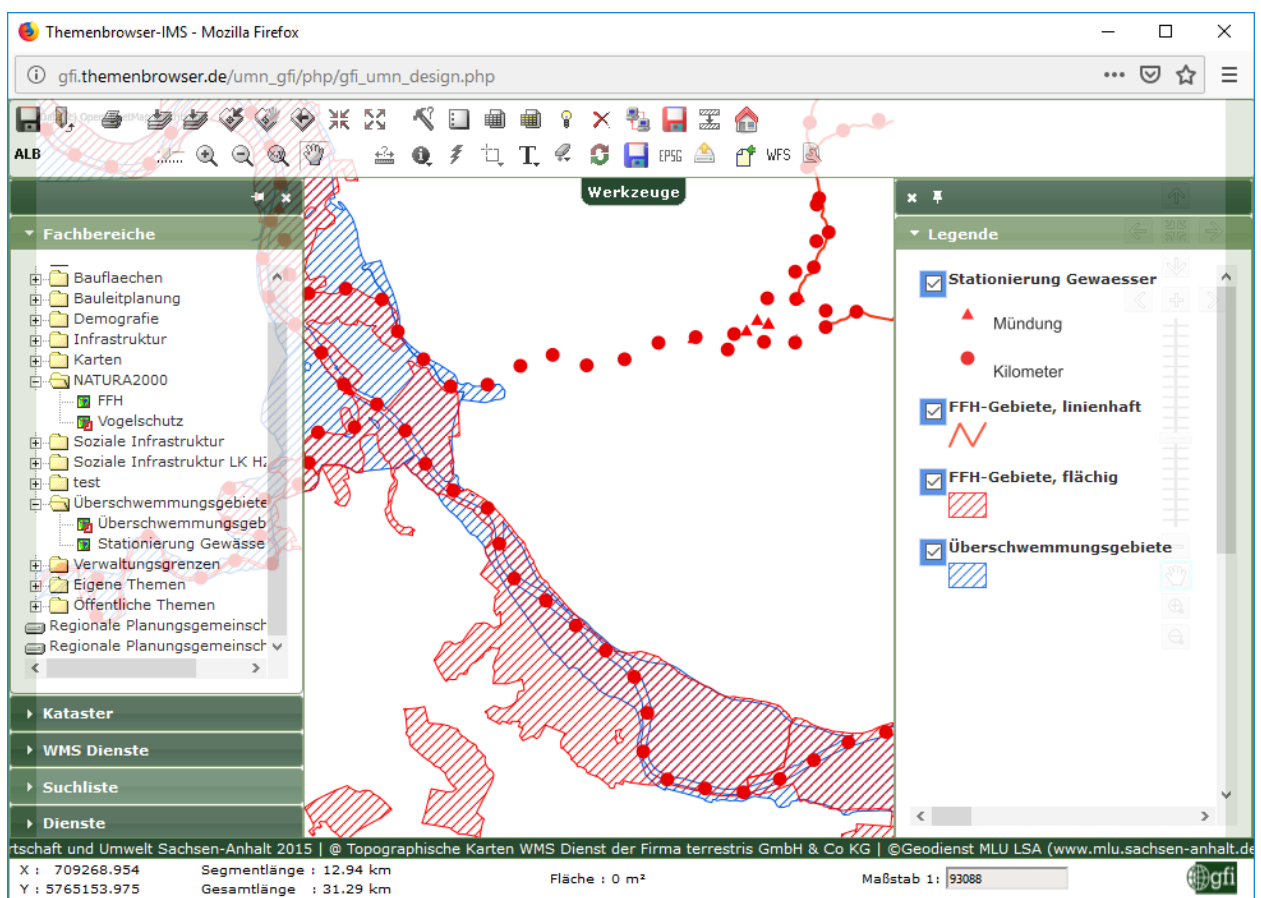 Themenbrowser-IMS - Mozilla Firefox
gfi.themenbrowser.de/umn_gfi/php/gfi_umn_design.php
ALB
EPSG
WFS
Werkzeuge
Fachbereiche
Bauflaechen
Bauleitplanung
Demografie
Infrastruktur
Karten
NATURA2000
FFH
Vogelschutz
Soziale Infrastruktur
Soziale Infrastruktur LK HZ
test
Überschwemmungsgebiete
Überschwemmungsgeb
Stationierung Gewässe
Verwaltungsgrenzen
Eigene Themen
Öffentliche Themen
Regionale Planungsgemeinsch
Regionale Planungsgemeinsch
Kataster
WMS Dienste
Suchliste
Dienste
Legende
Stationierung Gewaesser
Mündung
Kilometer
FFH-Gebiete, linienhaft
FFH-Gebiete, flächig
Überschwemmungsgebiete
rtschaft und Umwelt Sachsen-Anhalt 2015 | @ Topographische Karten WMS Dienst der Firma terrestris GmbH & Co KG | ©Geodienst MLU LSA (www.mlu.sachsen-anhalt.de
X : 709268.954
Segmentlänge : 12.94 km
Fläche : 0 m²
Maßstab 1: 93088
gfi
Y : 5765153.975
Gesamtlänge : 31.29 km